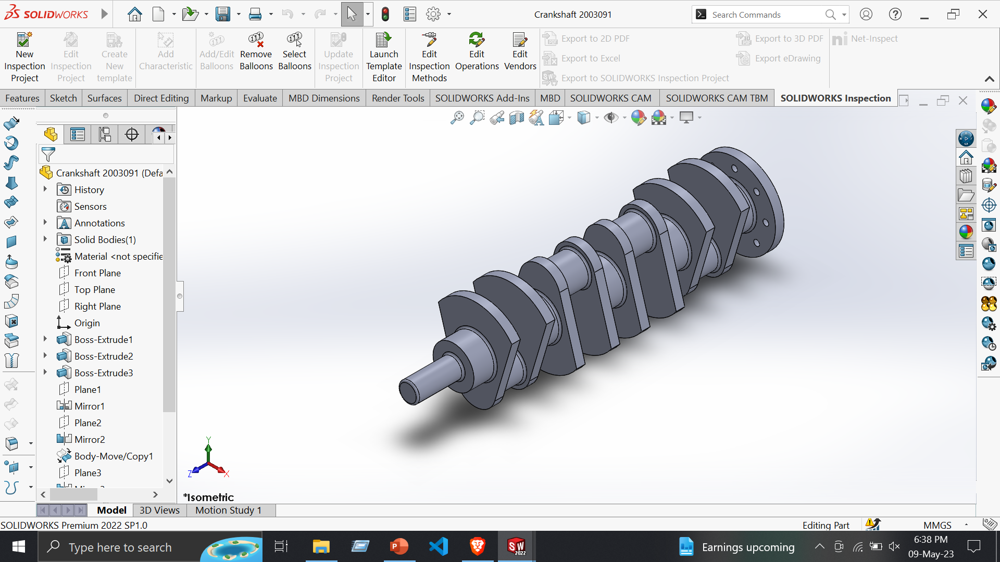 SOLIDWORKS
Crankshaft 2003091
Search Commands
New Inspection Project
Edit Inspection Project
Create New template
Add Characteristic
Add/Edit Balloons
Remove Balloons
Select Balloons
Update Inspection Project
Launch Template Editor
Edit Inspection Methods
Edit Operations
Edit Vendors
Export to 2D PDF
Export to Excel
Export to SOLIDWORKS Inspection Project
Export to 3D PDF
Export eDrawing
Net-Inspect
Features
Sketch
Surfaces
Direct Editing
Markup
Evaluate
MBD Dimensions
Render Tools
SOLIDWORKS Add-Ins
MBD
SOLIDWORKS CAM
SOLIDWORKS CAM TBM
SOLIDWORKS Inspection
Crankshaft 2003091 (Defa
History
Sensors
Annotations
Solid Bodies(1)
Material <not specifie
Front Plane
Top Plane
Right Plane
Origin
Boss-Extrude1
Boss-Extrude2
Boss-Extrude3
Plane1
Mirror1
Plane2
Mirror2
Body-Move/Copy1
Plane3
Y
Z
X
*Isometric
Model
3D Views
Motion Study 1
SOLIDWORKS Premium 2022 SP1.0
Editing Part
MMGS
Type here to search
SW 2022
Earnings upcoming
6:38 PM
09-May-23